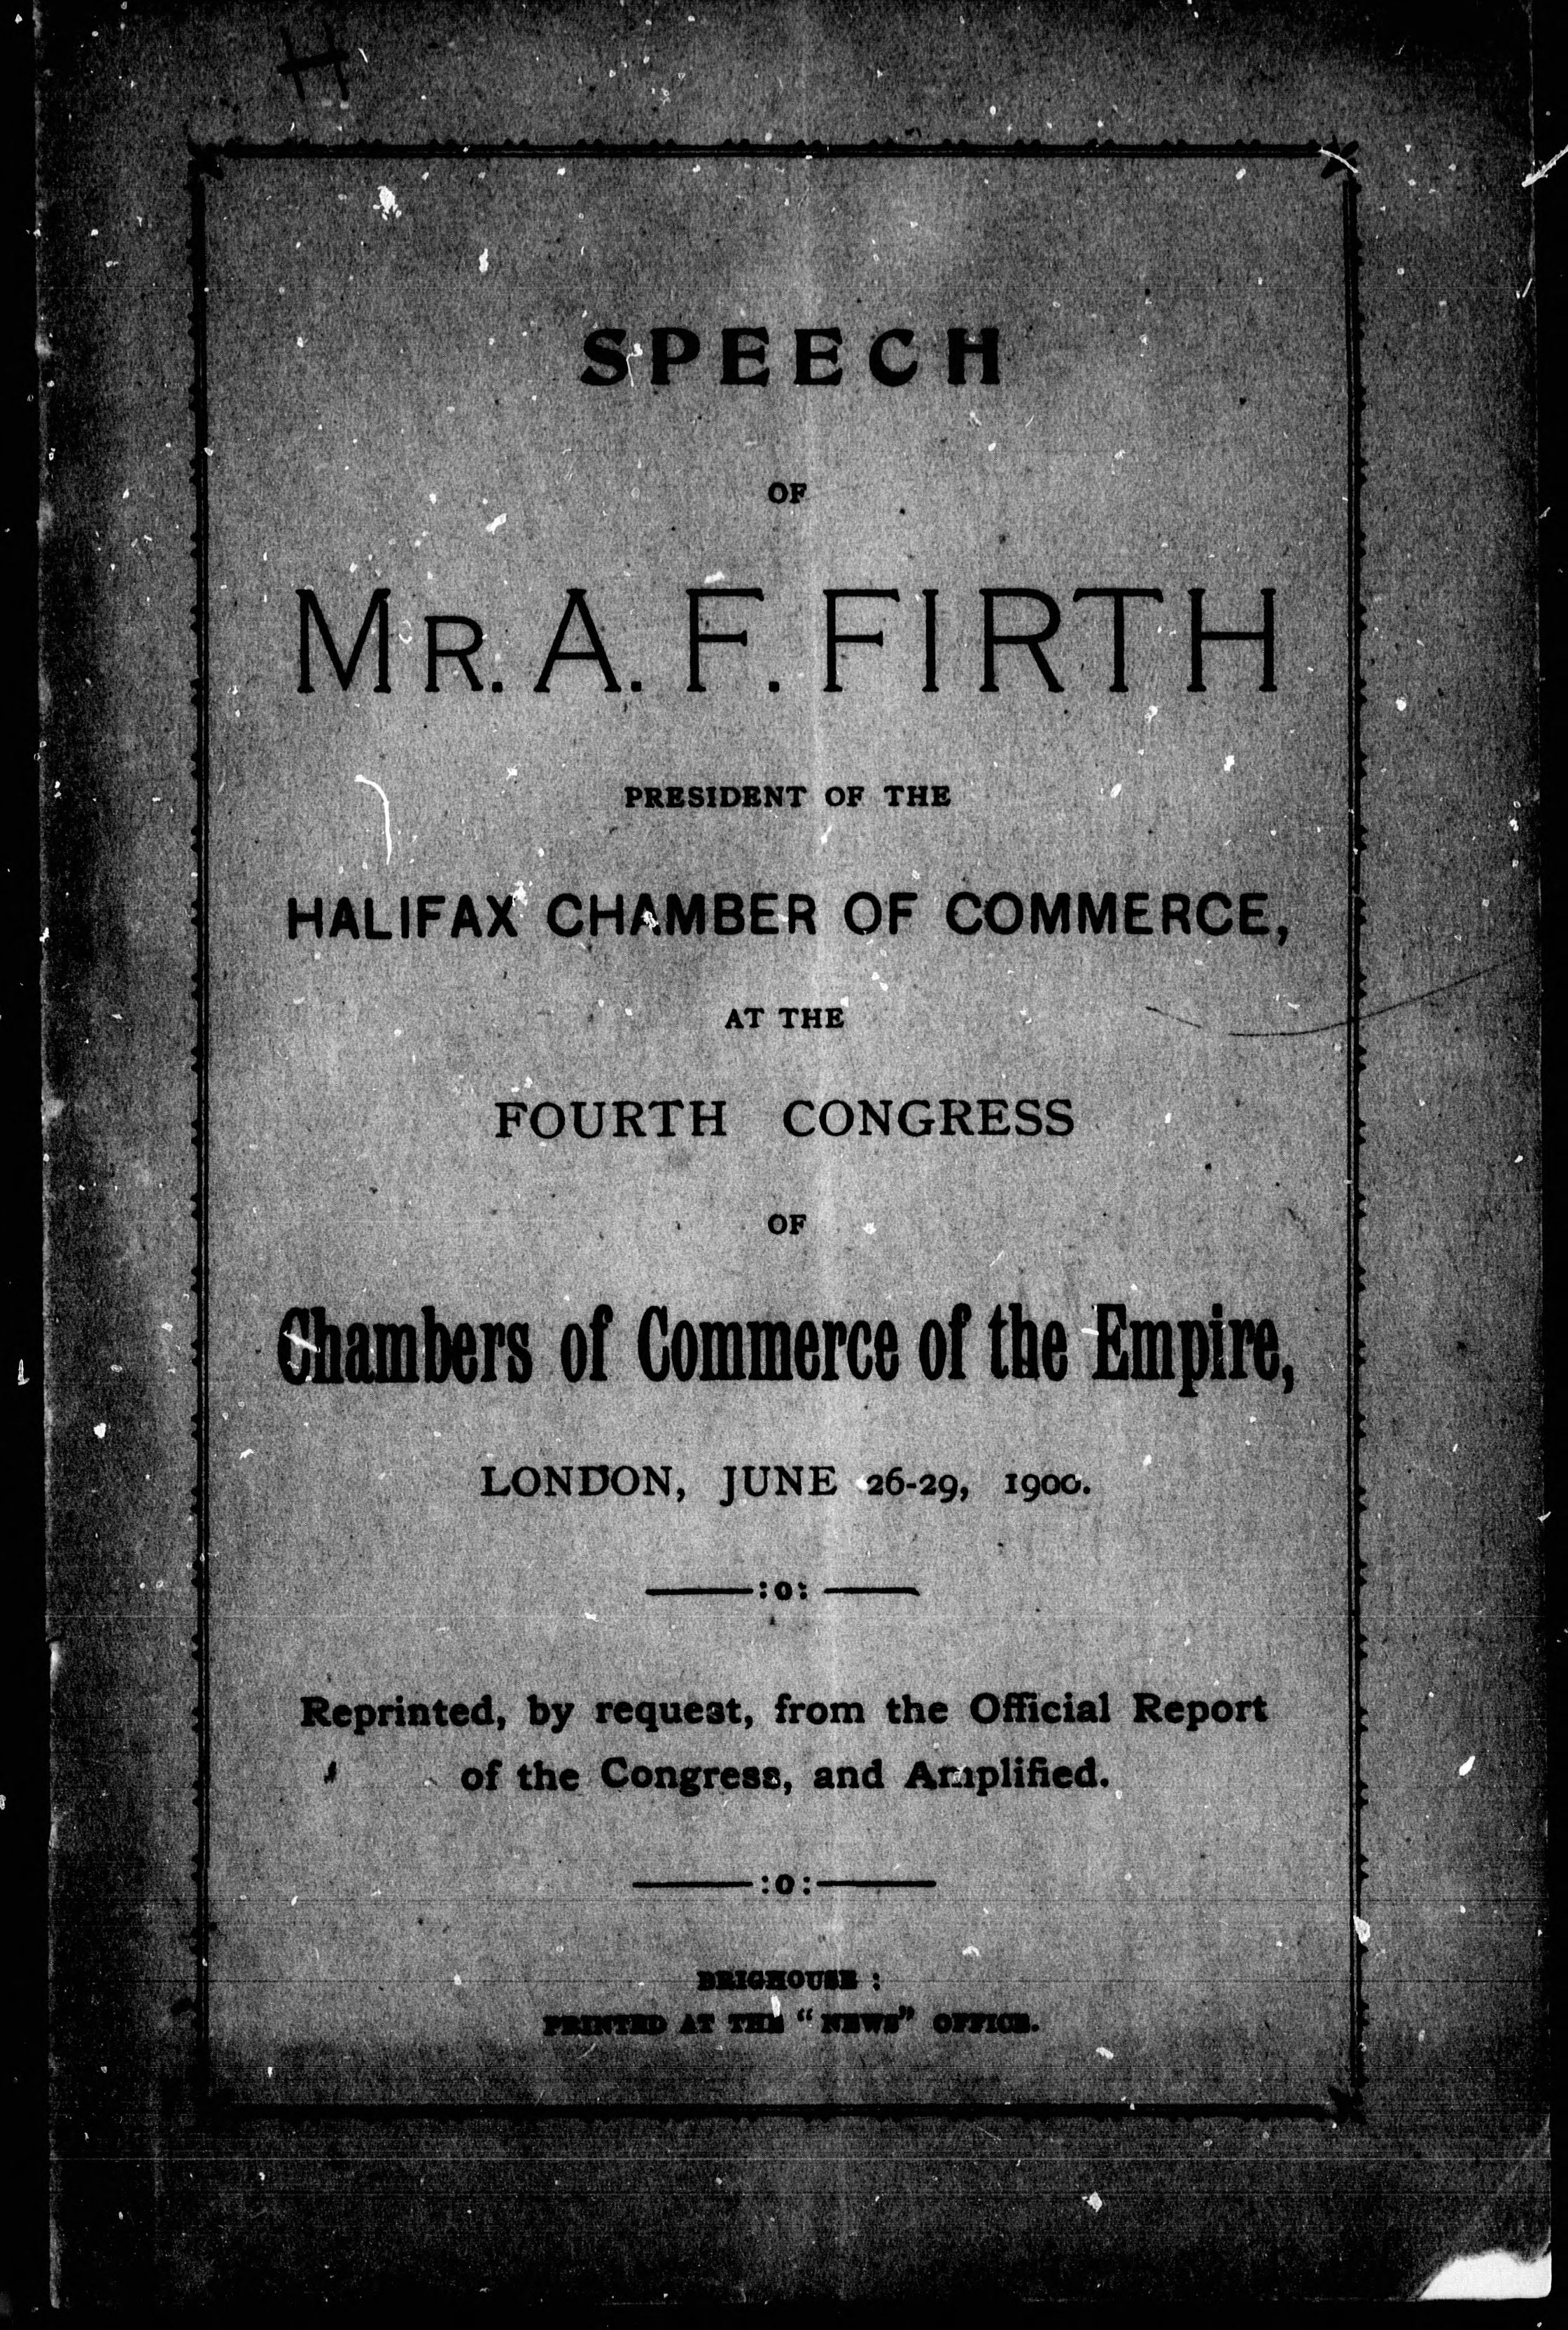 H
SPEECH
OF
MR. A. F. FIRTH
PRESIDENT OF THE
HALIFAX CHAMBER OF COMMERCE,
AT THE
FOURTH CONGRESS
OF
Chambers of Commerce of the Empire,
LONDON, JUNE 26-29, 1900.
:o:
Reprinted, by request, from the Official Report
of the Congress, and Amplified.
:o:
BRIGHOUSE :
PRINTED AT THE "NEWS" OFFICE.